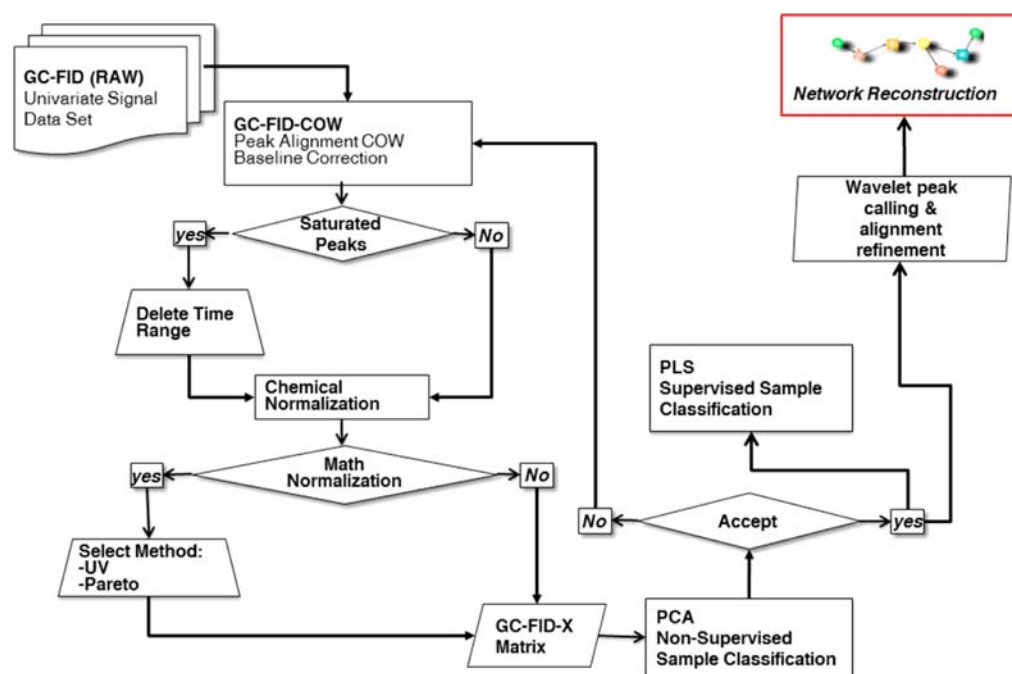 GC-FID (RAW)
Univariate Signal
Data Set
GC-FID-COW
Peak Alignment COW
Baseline Correction
Saturated
Peaks
yes
No
Delete Time
Range
Chemical
Normalization
Math
Normalization
yes
No
Select Method:
-UV
-Pareto
GC-FID-X
Matrix
PCA
Non-Supervised
Sample Classification
Accept
No
yes
PLS
Supervised Sample
Classification
Wavelet peak
calling &
alignment
refinement
Network Reconstruction